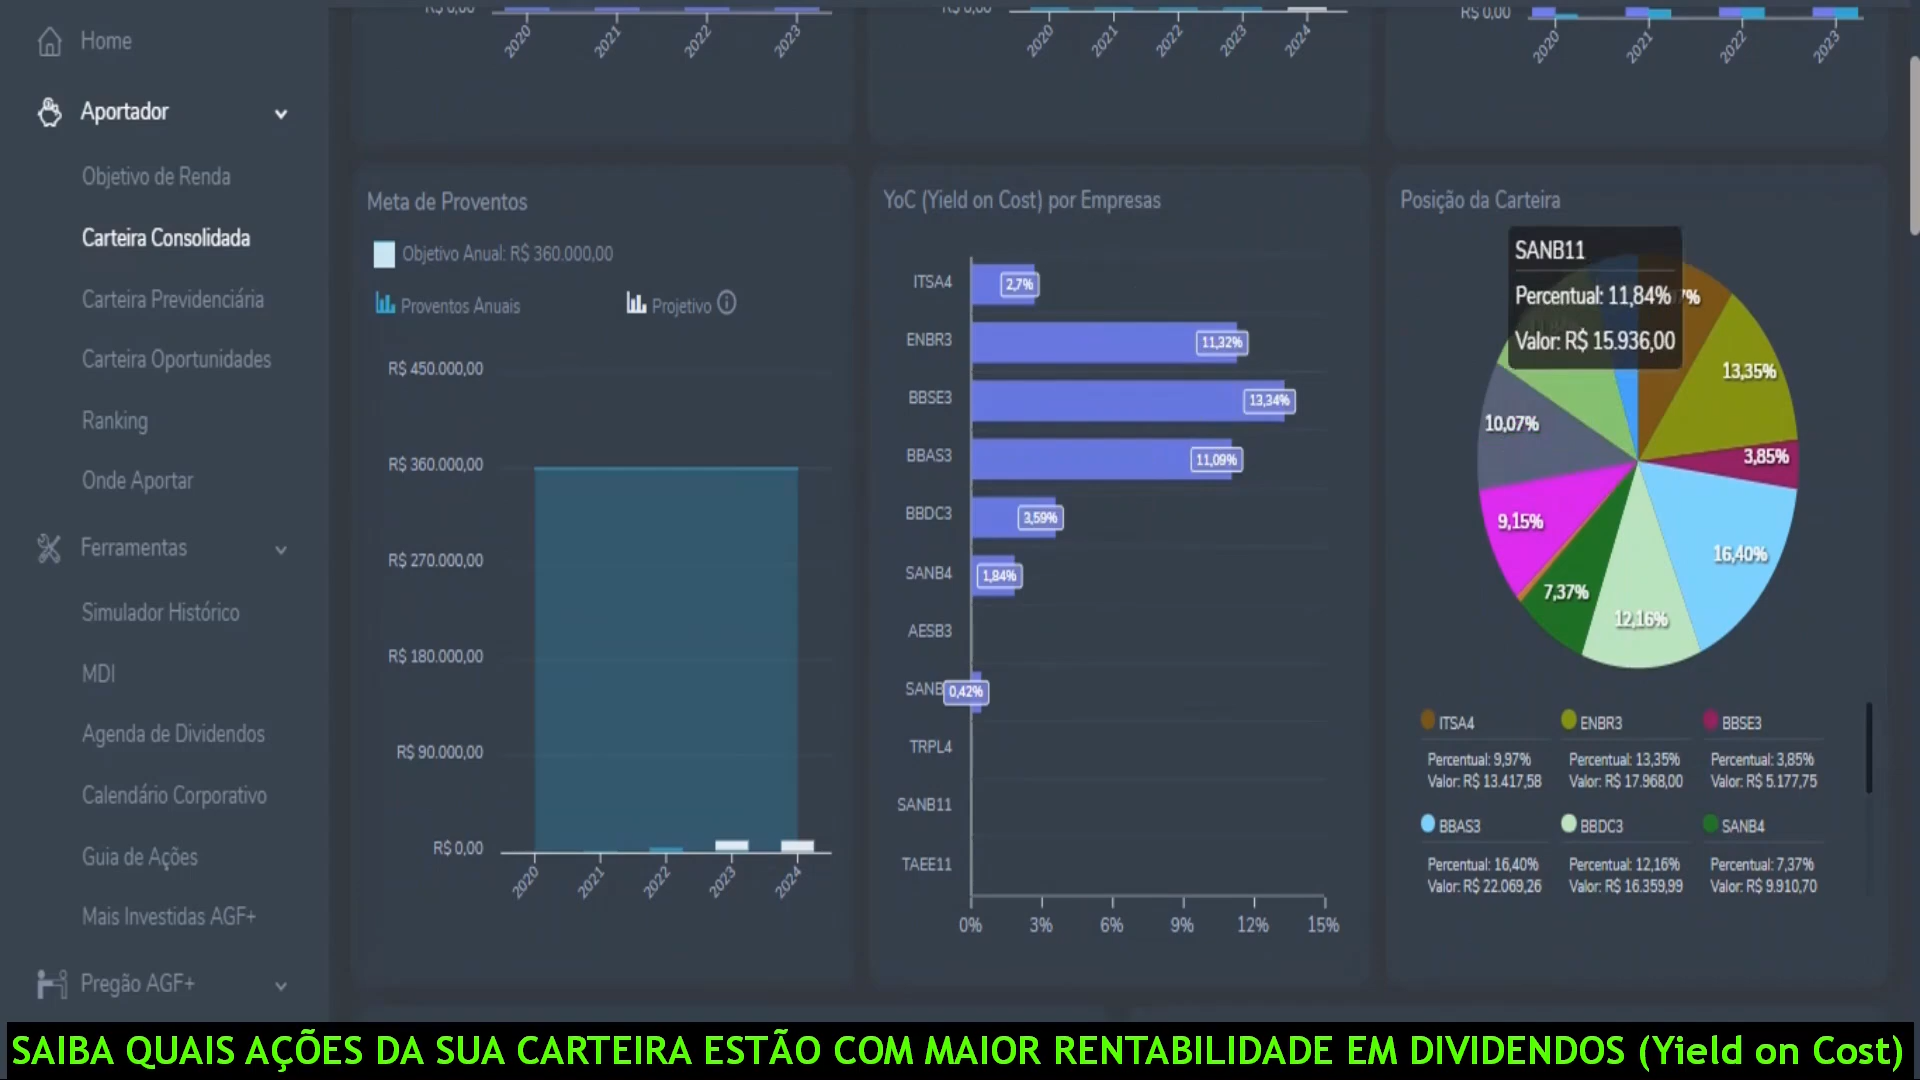 Home
Aportador
Objetivo de Renda
Carteira Consolidada
Carteira Previdenciária
Carteira Oportunidades
Ranking
Onde Aportar
Ferramentas
Simulador Histórico
MDI
Agenda de Dividendos
Calendário Corporativo
Guia de Ações
Mais Investidas AGF+
Pregão AGF+
R$ 0,00
2020 2021 2022 2023
R$ 0,00
2020 2021 2022 2023 2024
R$ 0,00
2020 2021 2022 2023
Meta de Proventos
Objetivo Anual: R$ 360.000,00
Proventos Anuais Projetivo
R$ 450.000,00
R$ 360.000,00
R$ 270.000,00
R$ 180.000,00
R$ 90.000,00
R$ 0,00
2020 2021 2022 2023 2024
YoC (Yield on Cost) por Empresas
ITSA4 2,7%
ENBR3 11,32%
BBSE3 13,34%
BBAS3 11,09%
BBDC3 3,59%
SANB4 1,84%
AESB3
SANB 0,42%
TRPL4
SANB11
TAEE11
0% 3% 6% 9% 12% 15%
Posição da Carteira
SANB11
Percentual: 11,84%
Valor: R$ 15.936,00
7%
13,35%
10,07%
3,85%
9,15%
16,40%
7,37%
12,16%
ITSA4 ENBR3 BBSE3
Percentual: 9,97% Percentual: 13,35% Percentual: 3,85%
Valor: R$ 13.417,58 Valor: R$ 17.968,00 Valor: R$ 5.177,75
BBAS3 BBDC3 SANB4
Percentual: 16,40% Percentual: 12,16% Percentual: 7,37%
Valor: R$ 22.069,26 Valor: R$ 16.359,99 Valor: R$ 9.910,70
SAIBA QUAIS AÇÕES DA SUA CARTEIRA ESTÃO COM MAIOR RENTABILIDADE EM DIVIDENDOS (Yield on Cost)